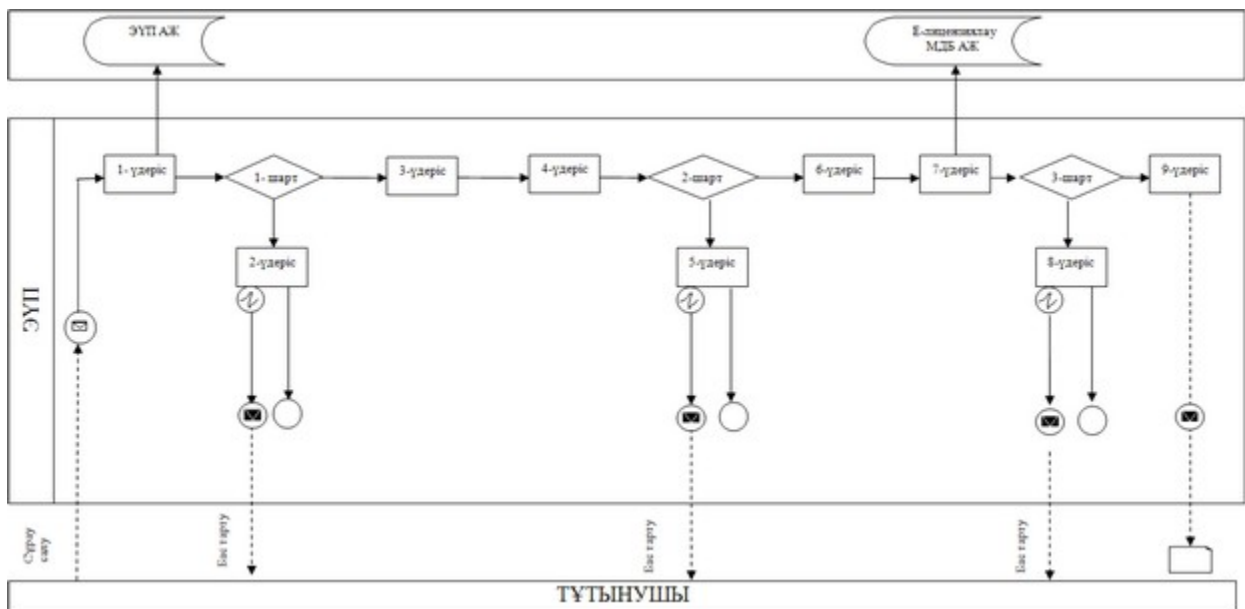 ЭҮП АЖ
Е-лицензиялау
МДБ АЖ
ЭҮП
1- үдеріс
1- шарт
3-үдеріс
4-үдеріс
2-шарт
6-үдеріс
7-үдеріс
3-шарт
9-үдеріс
2-үдеріс
5-үдеріс
8-үдеріс
Сұрау
салу
Бас тарту
Бас тарту
Бас тарту
ТҰТЫНУШЫ